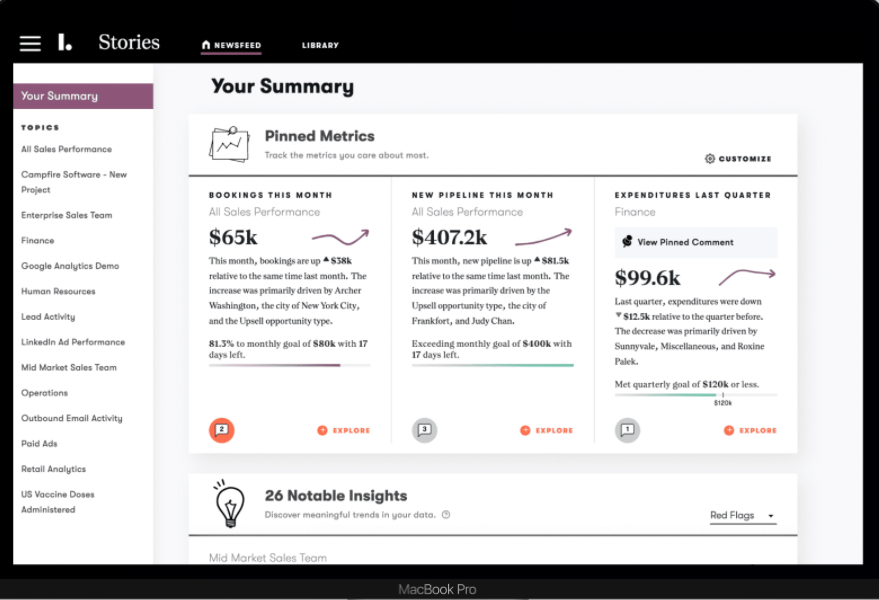 l. Stories NEWSFEED LIBRARY
Your Summary
TOPICS
All Sales Performance
Campfire Software - New
Project
Enterprise Sales Team
Finance
Google Analytics Demo
Human Resources
Lead Activity
LinkedIn Ad Performance
Mid Market Sales Team
Operations
Outbound Email Activity
Paid Ads
Retail Analytics
US Vaccine Doses
Administered
Your Summary
Pinned Metrics
Track the metrics you care about most.
CUSTOMIZE
BOOKINGS THIS MONTH
All Sales Performance
$65k
This month, bookings are up ▲ $38k
relative to the same time last month. The
increase was primarily driven by Archer
Washington, the city of New York City,
and the Upsell opportunity type.
81.3% to monthly goal of $80k with 17
days left.
2 EXPLORE
NEW PIPELINE THIS MONTH
All Sales Performance
$407.2k
This month, new pipeline is up ▲ $81.5k
relative to the same time last month. The
increase was primarily driven by the
Upsell opportunity type, the city of
Frankfort, and Judy Chan.
Exceeding monthly goal of $400k with
17 days left.
3 EXPLORE
EXPENDITURES LAST QUARTER
Finance
View Pinned Comment
$99.6k
Last quarter, expenditures were down
▼ $12.5k relative to the quarter before.
The decrease was primarily driven by
Sunnyvale, Miscellaneous, and Roxine
Palek.
Met quarterly goal of $120k or less.
$120k
1 EXPLORE
26 Notable Insights
Discover meaningful trends in your data.
Red Flags
Mid Market Sales Team
MacBook Pro